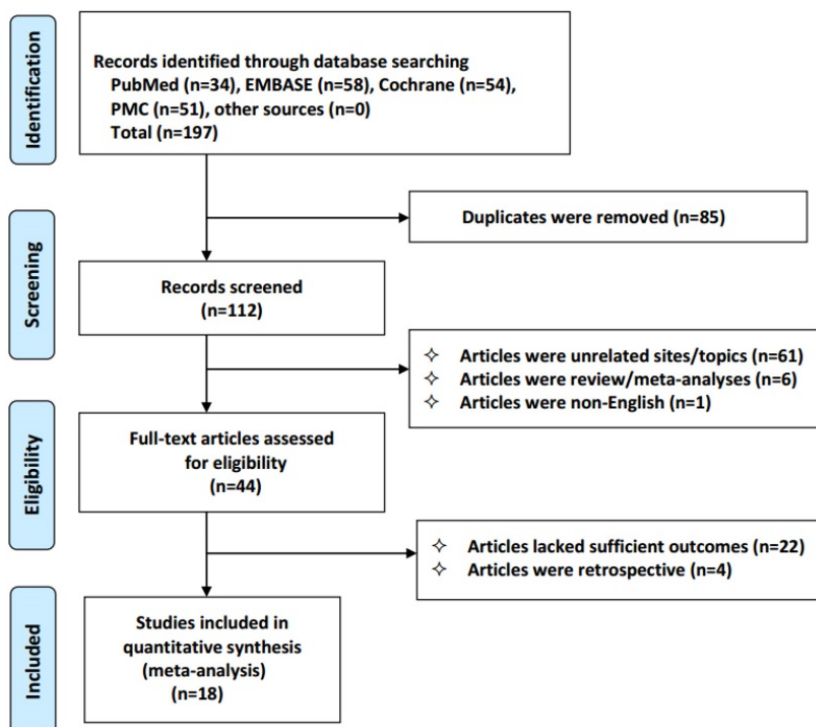 Identification
Records identified through database searching
PubMed (n=34), EMBASE (n=58), Cochrane (n=54),
PMC (n=51), other sources (n=0)
Total (n=197)
Duplicates were removed (n=85)
Screening
Records screened
(n=112)
✧ Articles were unrelated sites/topics (n=61)
✧ Articles were review/meta-analyses (n=6)
✧ Articles were non-English (n=1)
Eligibility
Full-text articles assessed
for eligibility
(n=44)
✧ Articles lacked sufficient outcomes (n=22)
✧ Articles were retrospective (n=4)
Included
Studies included in
quantitative synthesis
(meta-analysis)
(n=18)